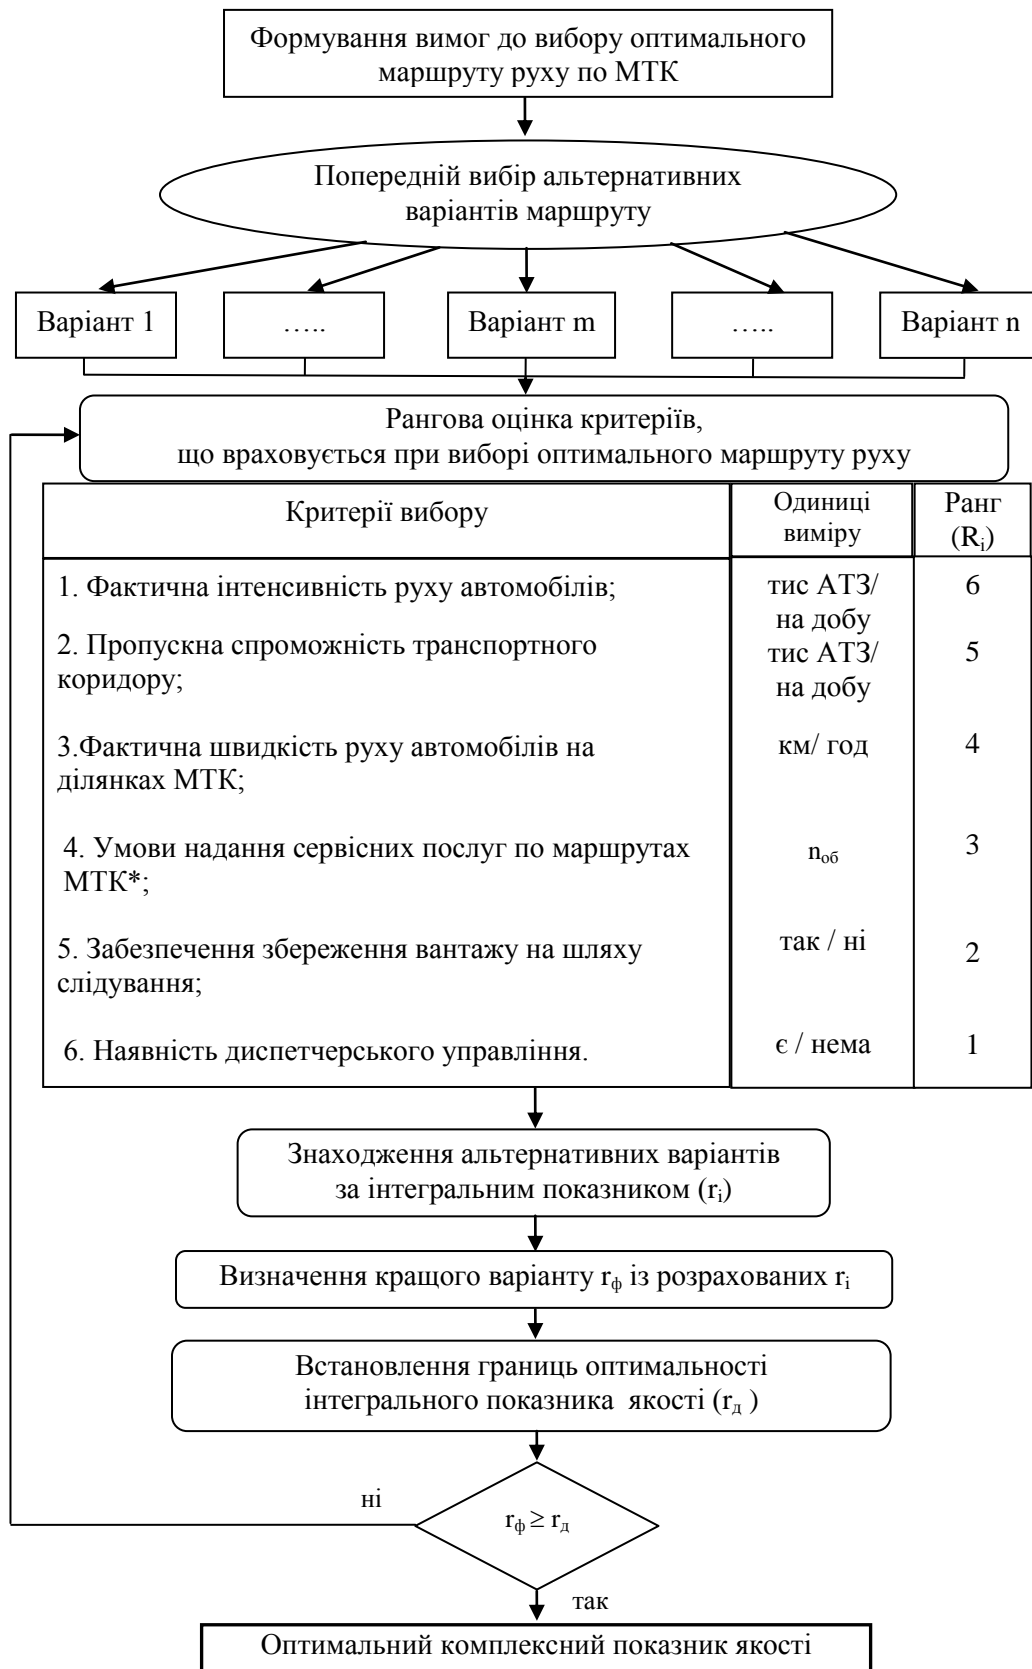 Формування вимог до вибору оптимального
маршруту руху по МТК
Попередній вибір альтернативних
варіантів маршруту
Варіант 1
…..
Варіант m
…..
Варіант n
Рангова оцінка критеріїв,
що враховується при виборі оптимального маршруту руху
Критерії вибору
Одиниці
виміру
Ранг
(Ri)
1. Фактична інтенсивність руху автомобілів;
тис АТЗ/
на добу
6
2. Пропускна спроможність транспортного
коридору;
тис АТЗ/
на добу
5
3.Фактична швидкість руху автомобілів на
ділянках МТК;
км/ год
4
4. Умови надання сервісних послуг по маршрутах
МТК*;
nоб
3
5. Забезпечення збереження вантажу на шляху
слідування;
так / ні
2
6. Наявність диспетчерського управління.
є / нема
1
Знаходження альтернативних варіантів
за інтегральним показником (ri)
Визначення кращого варіанту rф із розрахованих ri
Встановлення границь оптимальності
інтегрального показника якості (rд )
ні
rф ≥ rд
так
Оптимальний комплексний показник якості